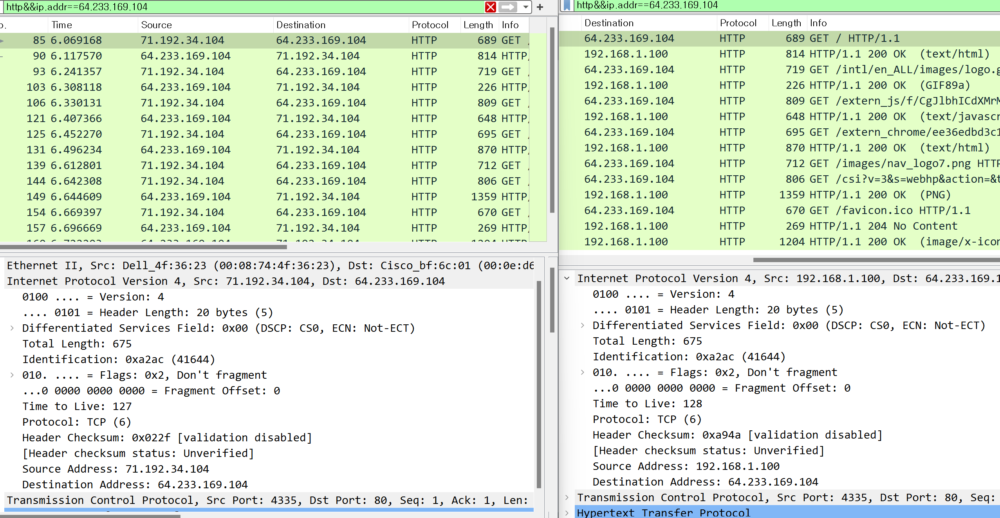 http&&ip.addr==64.233.169.104
Time Source Destination Protocol Length Info
85 6.069168 71.192.34.104 64.233.169.104 HTTP 689 GET
90 6.117570 64.233.169.104 71.192.34.104 HTTP 814 HTTP/
93 6.241357 71.192.34.104 64.233.169.104 HTTP 719 GET /
103 6.308118 64.233.169.104 71.192.34.104 HTTP 226 HTTP/
106 6.330131 71.192.34.104 64.233.169.104 HTTP 809 GET /
121 6.407366 64.233.169.104 71.192.34.104 HTTP 648 HTTP/
125 6.452270 71.192.34.104 64.233.169.104 HTTP 695 GET /
131 6.496234 64.233.169.104 71.192.34.104 HTTP 870 HTTP/
139 6.612801 71.192.34.104 64.233.169.104 HTTP 712 GET /
144 6.642308 71.192.34.104 64.233.169.104 HTTP 806 GET /
149 6.644609 64.233.169.104 71.192.34.104 HTTP 1359 HTTP/
154 6.669397 71.192.34.104 64.233.169.104 HTTP 670 GET /
157 6.696669 64.233.169.104 71.192.34.104 HTTP 269 HTTP/
Ethernet II, Src: Dell_4f:36:23 (00:08:74:4f:36:23), Dst: Cisco_bf:6c:01 (00:0e:d6
Internet Protocol Version 4, Src: 71.192.34.104, Dst: 64.233.169.104
0100 .... = Version: 4
.... 0101 = Header Length: 20 bytes (5)
Differentiated Services Field: 0x00 (DSCP: CS0, ECN: Not-ECT)
Total Length: 675
Identification: 0xa2ac (41644)
010. .... = Flags: 0x2, Don't fragment
...0 0000 0000 0000 = Fragment Offset: 0
Time to Live: 127
Protocol: TCP (6)
Header Checksum: 0x022f [validation disabled]
[Header checksum status: Unverified]
Source Address: 71.192.34.104
Destination Address: 64.233.169.104
Transmission Control Protocol, Src Port: 4335, Dst Port: 80, Seq: 1, Ack: 1, Len:
http&&ip.addr==64.233.169.104
Destination Protocol Length Info
64.233.169.104 HTTP 689 GET / HTTP/1.1
192.168.1.100 HTTP 814 HTTP/1.1 200 OK (text/html)
64.233.169.104 HTTP 719 GET /intl/en_ALL/images/logo.g
192.168.1.100 HTTP 226 HTTP/1.1 200 OK (GIF89a)
64.233.169.104 HTTP 809 GET /extern_js/f/CgJlbhICdXMrM
192.168.1.100 HTTP 648 HTTP/1.1 200 OK (text/javascr
64.233.169.104 HTTP 695 GET /extern_chrome/ee36edbd3c1
192.168.1.100 HTTP 870 HTTP/1.1 200 OK (text/html)
64.233.169.104 HTTP 712 GET /images/nav_logo7.png HTTP
64.233.169.104 HTTP 806 GET /csi?v=3&s=webhp&action=&t
192.168.1.100 HTTP 1359 HTTP/1.1 200 OK (PNG)
64.233.169.104 HTTP 670 GET /favicon.ico HTTP/1.1
192.168.1.100 HTTP 269 HTTP/1.1 204 No Content
192.168.1.100 HTTP 1204 HTTP/1.1 200 OK (image/x-icon
Internet Protocol Version 4, Src: 192.168.1.100, Dst: 64.233.169.1
0100 .... = Version: 4
.... 0101 = Header Length: 20 bytes (5)
Differentiated Services Field: 0x00 (DSCP: CS0, ECN: Not-ECT)
Total Length: 675
Identification: 0xa2ac (41644)
010. .... = Flags: 0x2, Don't fragment
...0 0000 0000 0000 = Fragment Offset: 0
Time to Live: 128
Protocol: TCP (6)
Header Checksum: 0xa94a [validation disabled]
[Header checksum status: Unverified]
Source Address: 192.168.1.100
Destination Address: 64.233.169.104
Transmission Control Protocol, Src Port: 4335, Dst Port: 80, Seq:
Hypertext Transfer Protocol